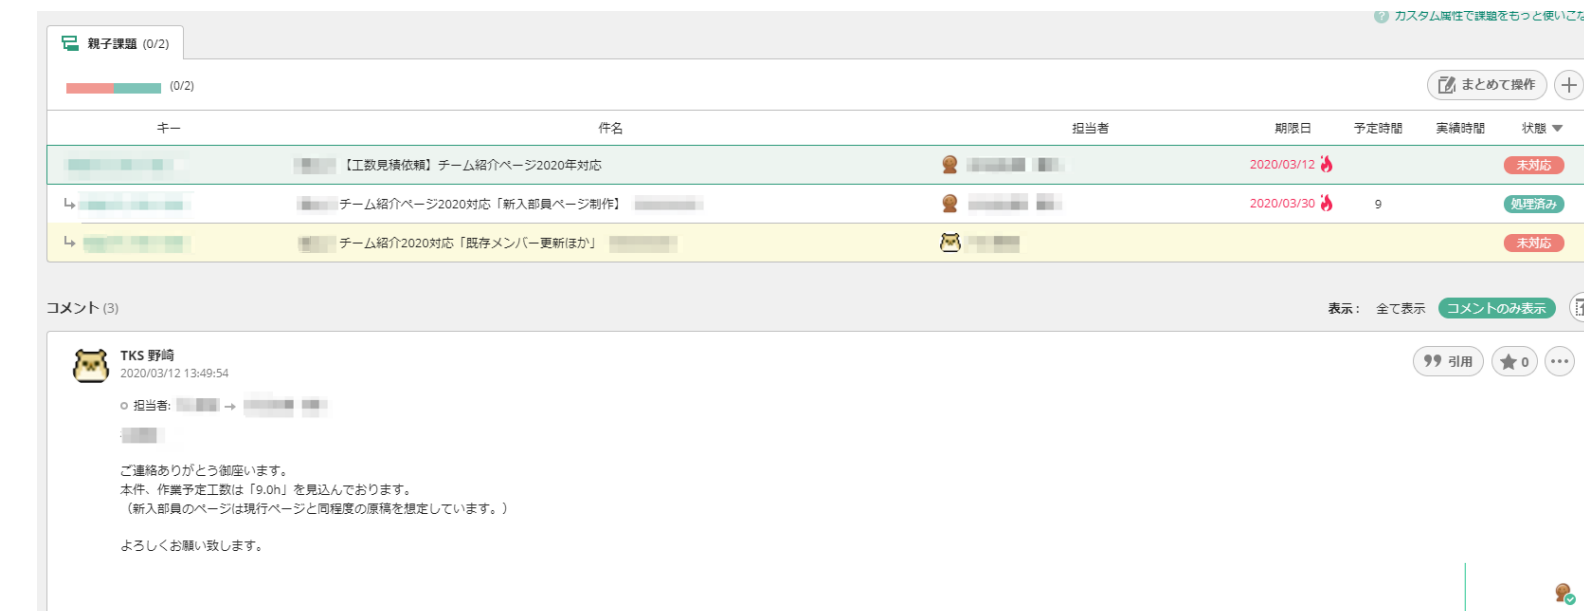 カスタム属性で課題をもっと使いこな
親子課題 (0/2)
(0/2)
まとめて操作
キー 件名 担当者 期限日 予定時間 実績時間 状態
【工数見積依頼】チーム紹介ページ2020年対応 2020/03/12 未対応
チーム紹介ページ2020対応「新入部員ページ制作】 2020/03/30 9 処理済み
チーム紹介2020対応「既存メンバー更新ほか」 未対応
コメント (3)
表示： 全て表示 コメントのみ表示
TKS 野崎
引用 0
2020/03/12 13:49:54
担当者: →
ご連絡ありがとう御座います。
本件、作業予定工数は「9.0h」を見込んでおります。
（新入部員のページは現行ページと同程度の原稿を想定しています。）
よろしくお願い致します。